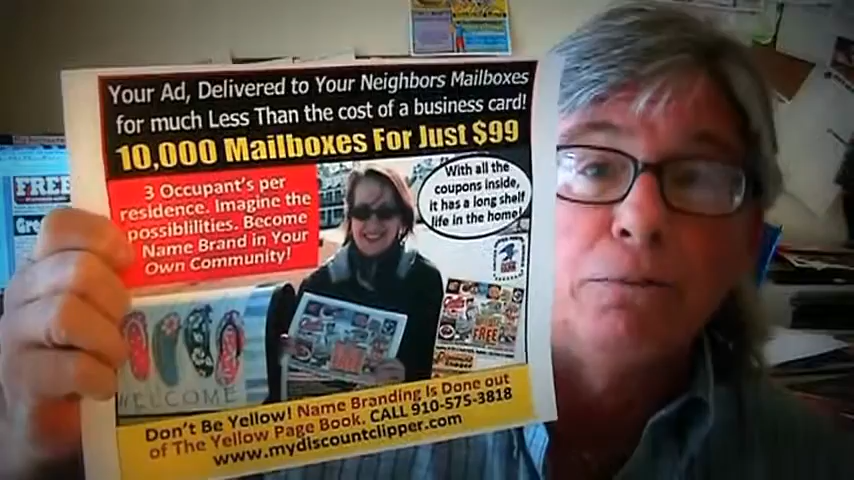 Your Ad, Delivered to Your Neighbors Mailboxes
for much Less Than the cost of a business card!
10,000 Mailboxes For Just $99
3 Occupant's per
residence. Imagine the
possiblilities. Become
Name Brand in Your
Own Community!
With all the
coupons inside,
it has a long shelf
life in the home!
FREE
FREE
WELCOME
Don't Be Yellow! Name Branding Is Done out
of The Yellow Page Book. CALL 910-575-3818
www.mydiscountclipper.com